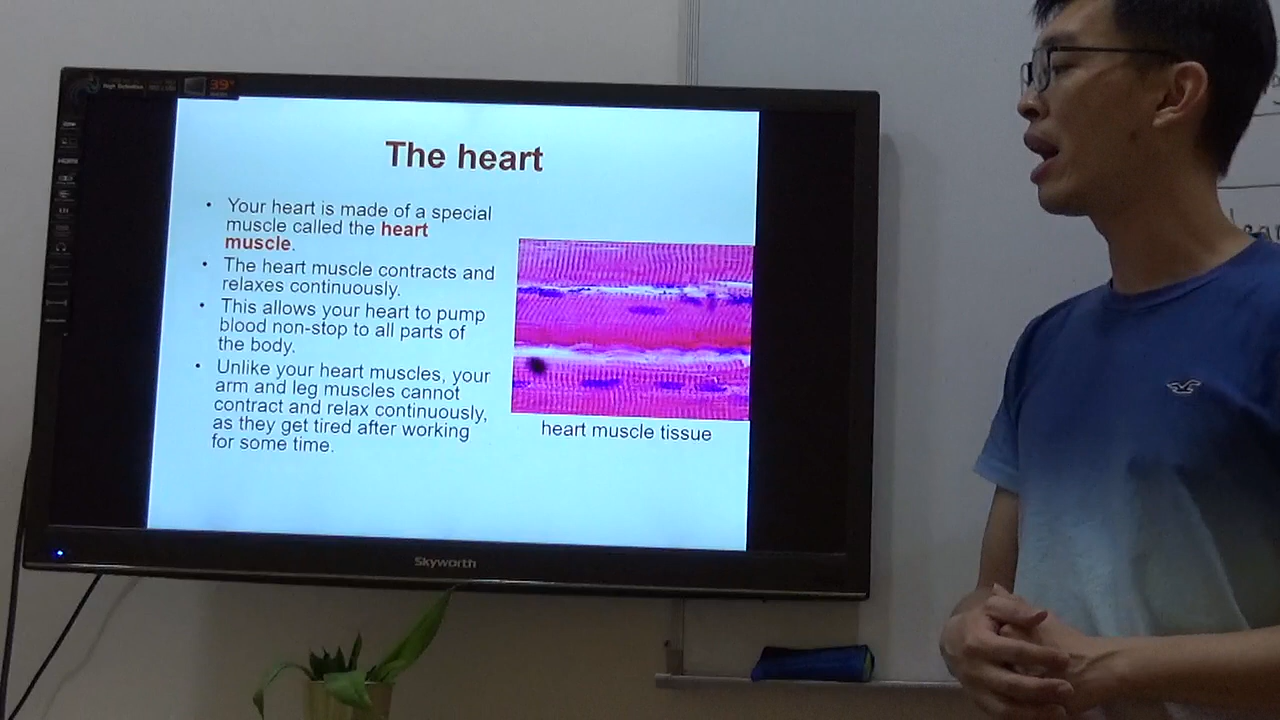 High Definition
39"
HDMI
The heart
• Your heart is made of a special
muscle called the heart
muscle.
• The heart muscle contracts and
relaxes continuously.
• This allows your heart to pump
blood non-stop to all parts of
the body.
• Unlike your heart muscles, your
arm and leg muscles cannot
contract and relax continuously,
as they get tired after working
for some time.
heart muscle tissue
Skyworth